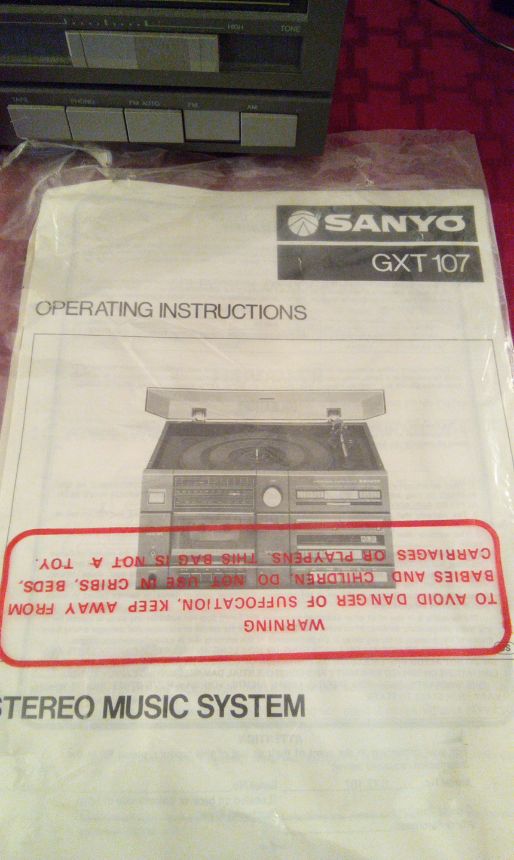 HIGH TONE
TAPE PHONO FM AUTO FM AM
SANYO
GXT 107
OPERATING INSTRUCTIONS
WARNING
TO AVOID DANGER OF SUFFOCATION, KEEP AWAY FROM
BABIES AND CHILDREN. DO NOT USE IN CRIBS, BEDS,
CARRIAGES OR PLAYPENS. THIS BAG IS NOT A TOY.
STEREO MUSIC SYSTEM